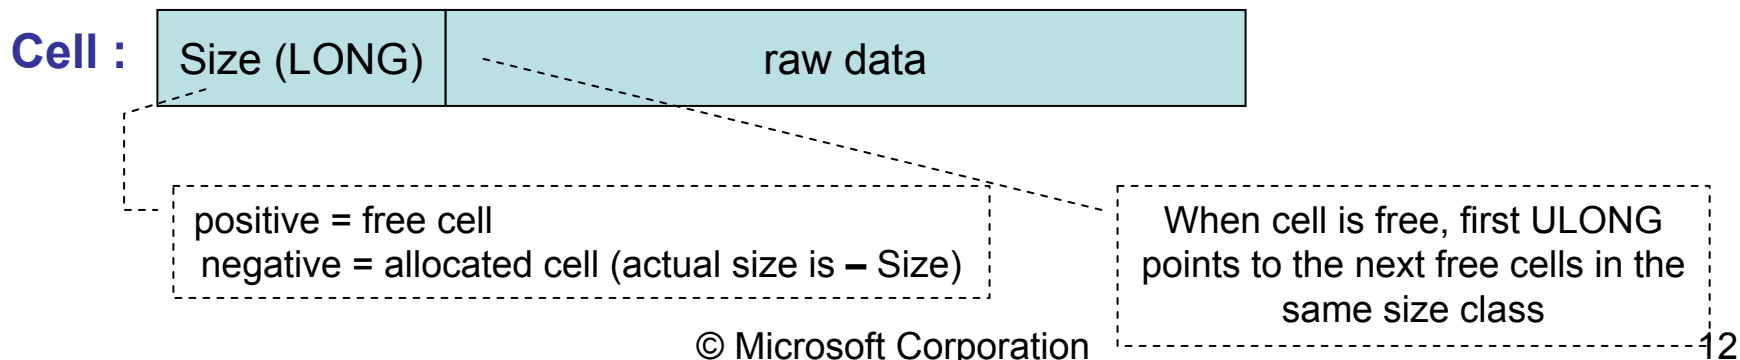 Cell :
Size (LONG)
raw data
positive = free cell
negative = allocated cell (actual size is – Size)
When cell is free, first ULONG
points to the next free cells in the
same size class
© Microsoft Corporation
12